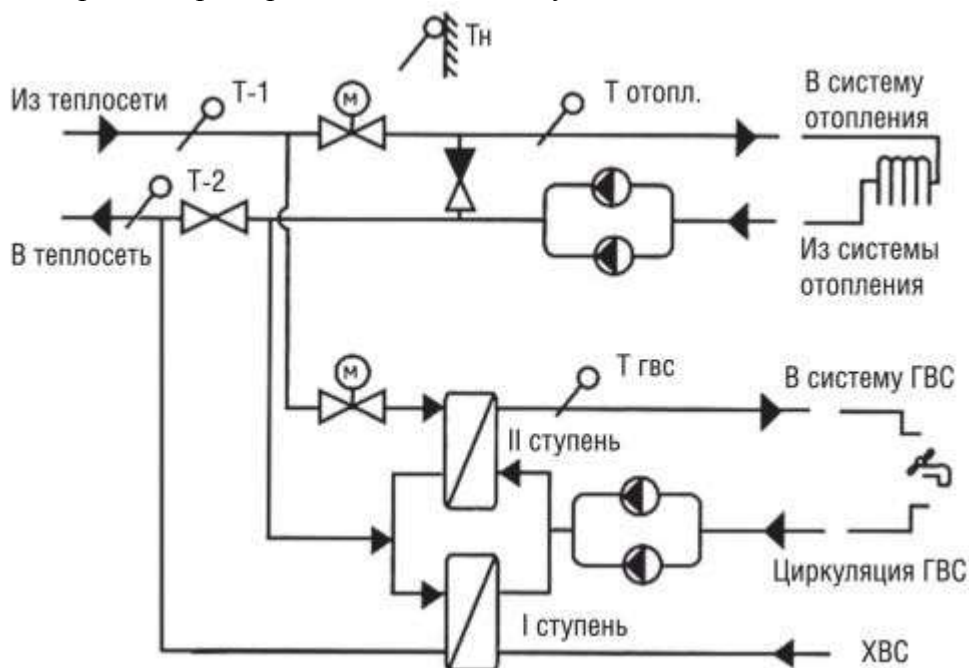 Тн
Из теплосети
Т-1
М
Т отопл.
В систему
отопления
Т-2
В теплосеть
Из системы
отопления
М
Т гвс
В систему ГВС
II ступень
Циркуляция ГВС
I ступень
ХВС